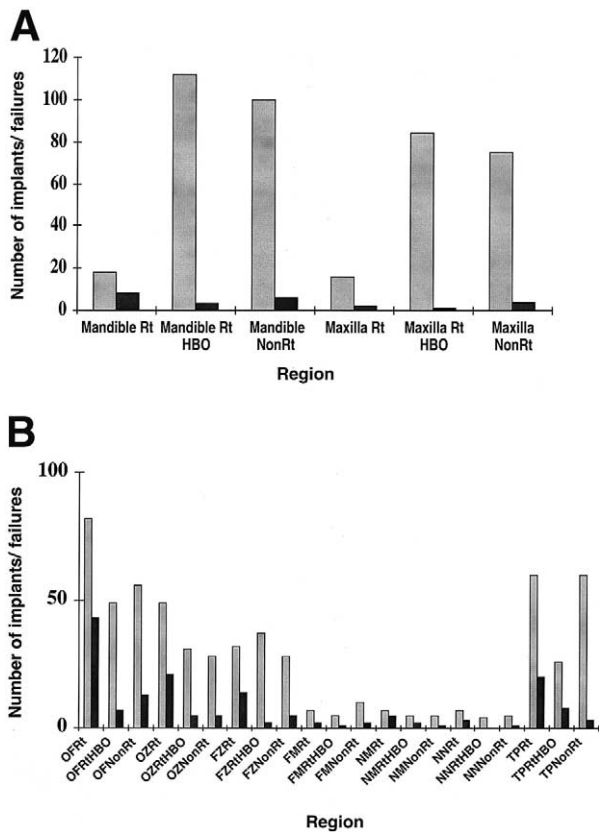 A
Number of implants/ failures
120
100
80
60
40
20
0
Mandible Rt
Mandible Rt
HBO
Mandible
NonRt
Maxilla Rt
Maxilla Rt
HBO
Maxilla
NonRt
Region
B
Number of implants/ failures
100
50
0
OFRt
OFRtHBO
OFNonRt
OZRt
OZRtHBO
OZNonRt
FZRt
FZRtHBO
FZNonRt
FMRt
FMRtHBO
FMNonRt
NMRt
NMRtHBO
NMNonRt
NNRt
NNRtHBO
NNNonRt
TPRt
TPRtHBO
TPNonRt
Region